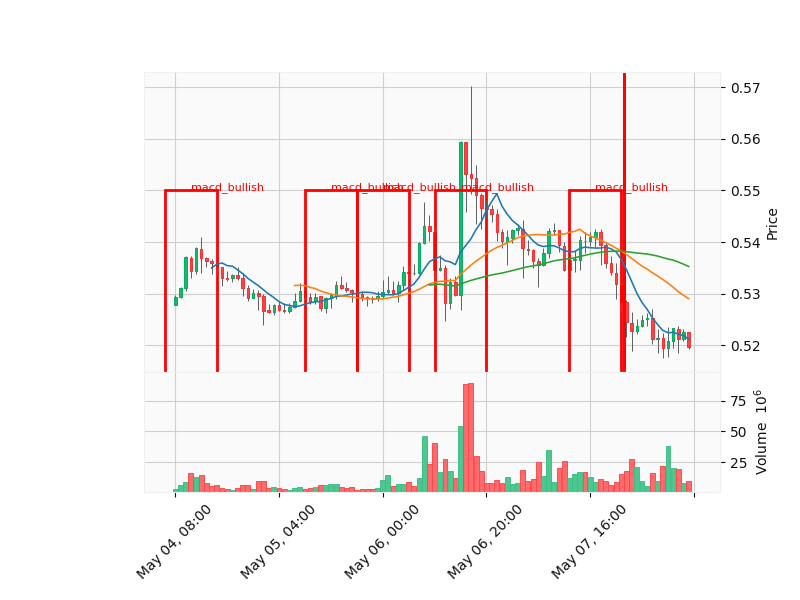 0.57
0.56
macd_bullish macd_bullish macd_bullish macd_bullish macd_bullish
0.55
0.54
0.53
0.52
Price
75
50
25
Volume 10⁶
May 04, 08:00
May 05, 04:00
May 06, 00:00
May 06, 20:00
May 07, 16:00